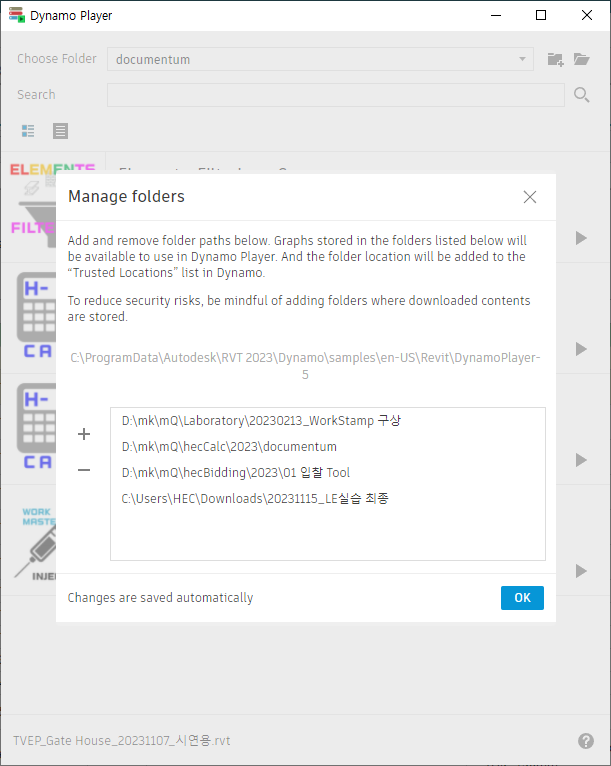 Dynamo Player
Choose Folder
documentum
Search
ELEMENTS
FILTE
H-
CA
H-
CA
WORK
MASTE
INJE
Manage folders
Add and remove folder paths below. Graphs stored in the folders listed below will
be available to use in Dynamo Player. And the folder location will be added to the
“Trusted Locations” list in Dynamo.
To reduce security risks, be mindful of adding folders where downloaded contents
are stored.
C:\ProgramData\Autodesk\RVT 2023\Dynamo\samples\en-US\Revit\DynamoPlayer-
5
D:\mk\mQ\Laboratory\20230213_WorkStamp 구상
D:\mk\mQ\hecCalc\2023\documentum
D:\mk\mQ\hecBidding\2023\01 입찰 Tool
C:\Users\HEC\Downloads\20231115_LE실습 최종
Changes are saved automatically
OK
TVEP_Gate House_20231107_시연용.rvt